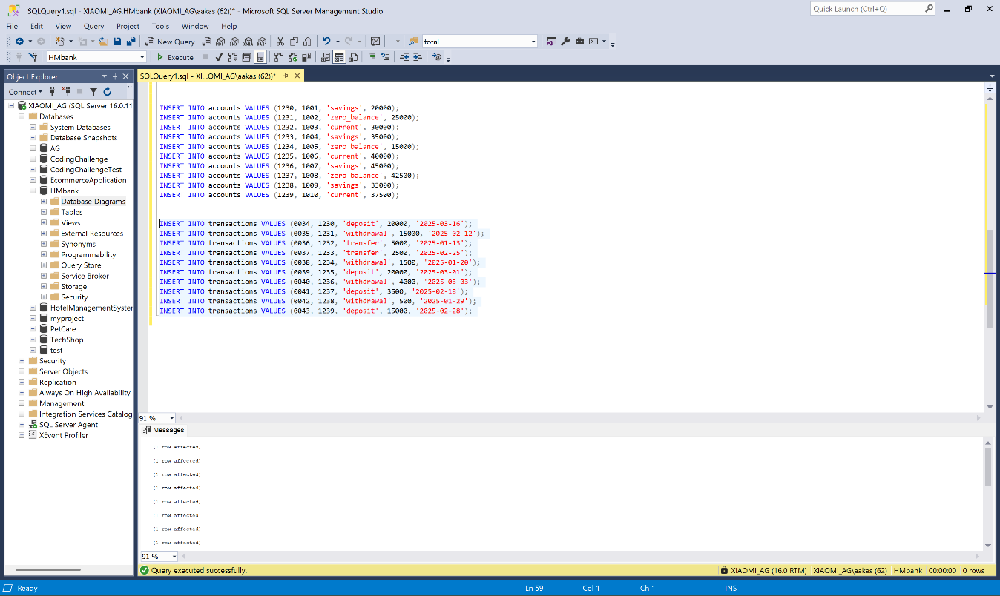 SQLQuery1.sql - XIAOMI_AG.HMbank (XIAOMI_AG\aakas (62))* - Microsoft SQL Server Management Studio
Quick Launch (Ctrl+Q)
File Edit View Query Project Tools Window Help
New Query
MDX DMX XMLA DAX
total
HMbank
Execute
Object Explorer
Connect
XIAOMI_AG (SQL Server 16.0.11
Databases
System Databases
Database Snapshots
AG
CodingChallenge
CodingChallengeTest
EcommerceApplication
HMbank
Database Diagrams
Tables
Views
External Resources
Synonyms
Programmability
Query Store
Service Broker
Storage
Security
HotelManagementSyster
myproject
PetCare
TechShop
test
Security
Server Objects
Replication
Always On High Availability
Management
Integration Services Catalog
SQL Server Agent
XEvent Profiler
SQLQuery1.sql - XI...OMI_AG\aakas (62))*
INSERT INTO accounts VALUES (1230, 1001, 'savings', 20000);
INSERT INTO accounts VALUES (1231, 1002, 'zero_balance', 25000);
INSERT INTO accounts VALUES (1232, 1003, 'current', 30000);
INSERT INTO accounts VALUES (1233, 1004, 'savings', 35000);
INSERT INTO accounts VALUES (1234, 1005, 'zero_balance', 15000);
INSERT INTO accounts VALUES (1235, 1006, 'current', 40000);
INSERT INTO accounts VALUES (1236, 1007, 'savings', 45000);
INSERT INTO accounts VALUES (1237, 1008, 'zero_balance', 42500);
INSERT INTO accounts VALUES (1238, 1009, 'savings', 33000);
INSERT INTO accounts VALUES (1239, 1010, 'current', 37500);
INSERT INTO transactions VALUES (0034, 1230, 'deposit', 20000, '2025-03-16');
INSERT INTO transactions VALUES (0035, 1231, 'withdrawal', 15000, '2025-02-12');
INSERT INTO transactions VALUES (0036, 1232, 'transfer', 5000, '2025-01-13');
INSERT INTO transactions VALUES (0037, 1233, 'transfer', 2500, '2025-02-25');
INSERT INTO transactions VALUES (0038, 1234, 'withdrawal', 1500, '2025-01-20');
INSERT INTO transactions VALUES (0039, 1235, 'deposit', 20000, '2025-03-01');
INSERT INTO transactions VALUES (0040, 1236, 'withdrawal', 4000, '2025-03-03');
INSERT INTO transactions VALUES (0041, 1237, 'deposit', 3500, '2025-02-18');
INSERT INTO transactions VALUES (0042, 1238, 'withdrawal', 500, '2025-01-29');
INSERT INTO transactions VALUES (0043, 1239, 'deposit', 15000, '2025-02-28');
91 %
Messages
(1 row affected)
(1 row affected)
(1 row affected)
(1 row affected)
(1 row affected)
(1 row affected)
(1 row affected)
(1 row affected)
91 %
Query executed successfully. XIAOMI_AG (16.0 RTM) XIAOMI_AG\aakas (62) HMbank 00:00:00 0 rows
Ready Ln 59 Col 1 Ch 1 INS